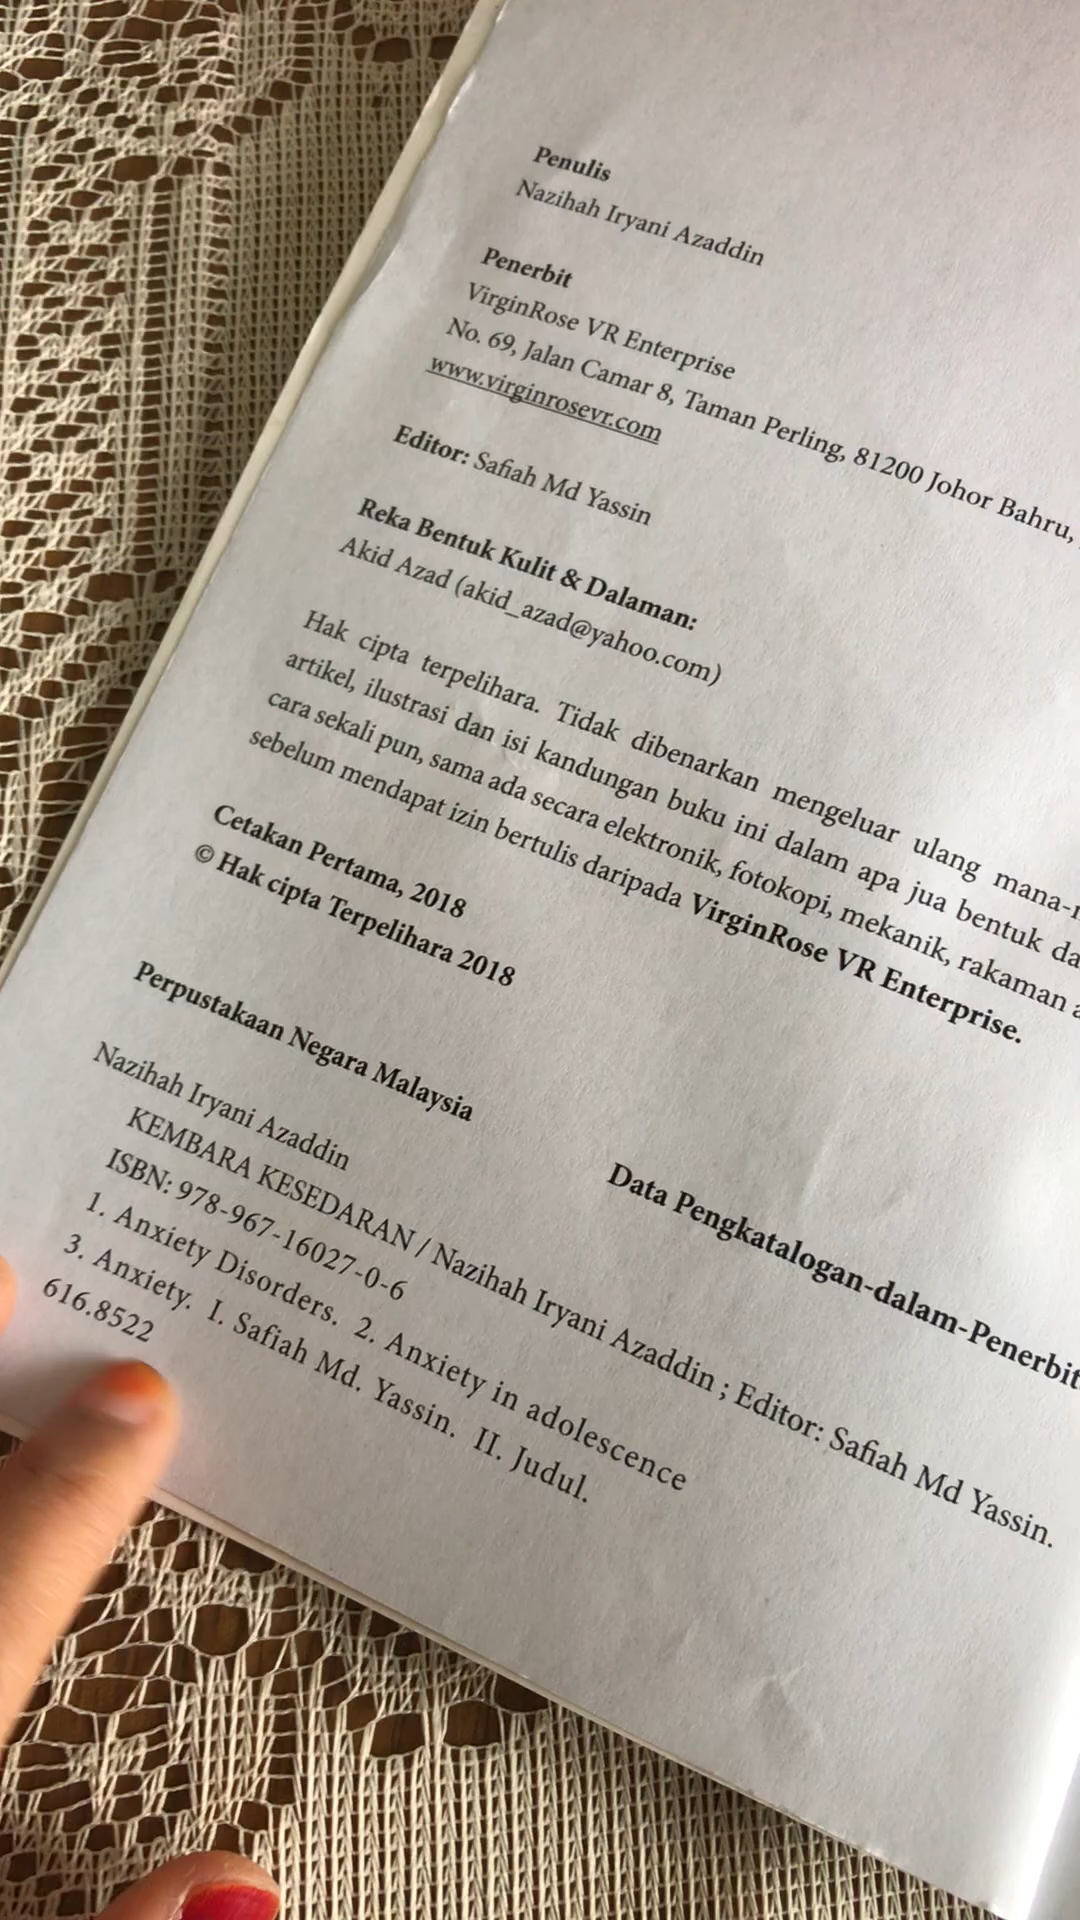 Penulis
Nazihah Iryani Azaddin
Penerbit
VirginRose VR Enterprise
No. 69, Jalan Camar 8, Taman Perling, 81200 Johor Bahru,
www.virginrosevr.com
Editor: Safiah Md Yassin
Reka Bentuk Kulit & Dalaman:
Akid Azad (akid_azad@yahoo.com)
Hak cipta terpelihara. Tidak dibenarkan mengeluar ulang
artikel, ilustrasi dan isi kandungan buku ini dalam apa jua bentuk
cara sekali pun, sama ada secara elektronik, fotokopi, mekanik, rakaman
sebelum mendapat izin bertulis daripada VirginRose VR Enterprise.
Cetakan Pertama, 2018
© Hak cipta Terpelihara 2018
Perpustakaan Negara Malaysia
Data Pengkatalogan-dalam-Penerbit
Nazihah Iryani Azaddin
KEMBARA KESEDARAN / Nazihah Iryani Azaddin ; Editor: Safiah Md Yassin.
ISBN: 978-967-16027-0-6
1. Anxiety Disorders. 2. Anxiety in adolescence
3. Anxiety. I. Safiah Md. Yassin. II. Judul.
616.8522